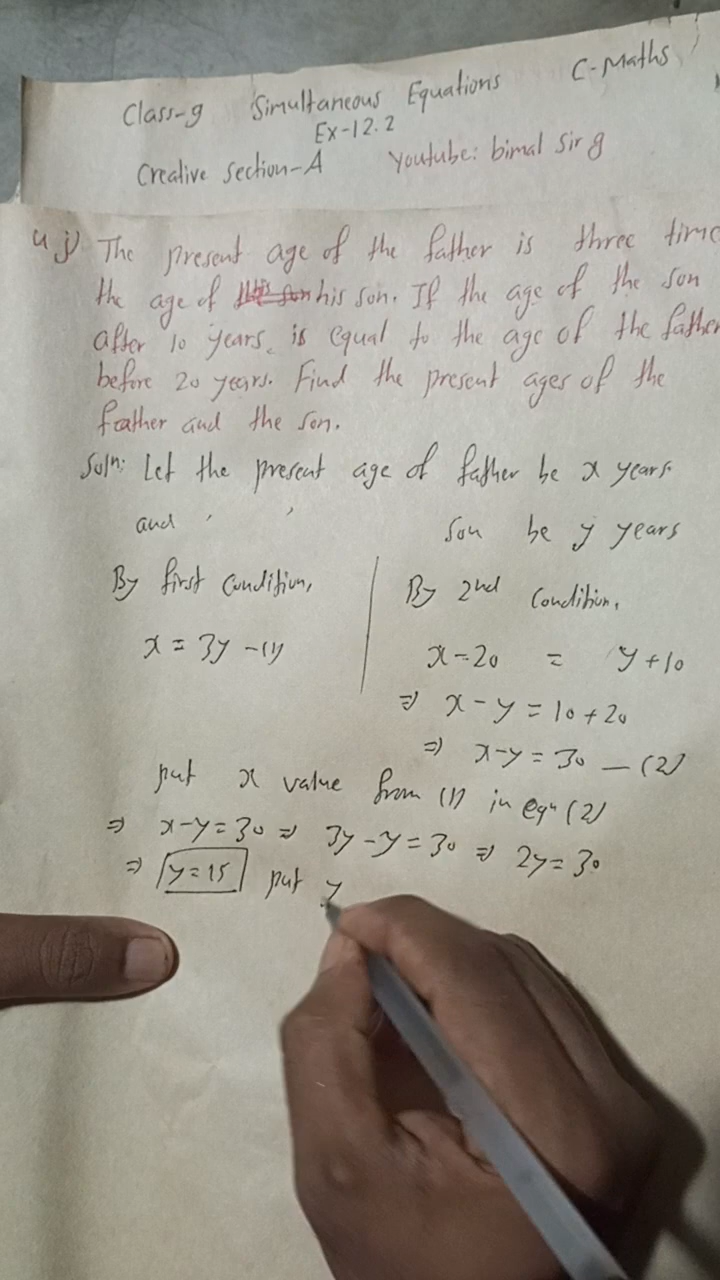 Class-9 Simultaneous Equations C-Maths
Ex-12.2
Creative Section-A Youtube: bimal Sir g
4 j) The present age of the father is three time
the age of his son. If the age of the son
after 10 years, is equal to the age of the father
before 20 years. Find the present ages of the
father and the son.
Soln: Let the present age of father be x years
and , , son be y years
By first Condition,
x = 3y -(1)
By 2nd Condition,
x-20 = y+10
⇒ x-y = 10+20
⇒ x-y = 30 — (2)
put x value from (1) in eqn (2)
⇒ x-y=30 ⇒ 3y-y=30 ⇒ 2y=30
⇒ y=15 put y